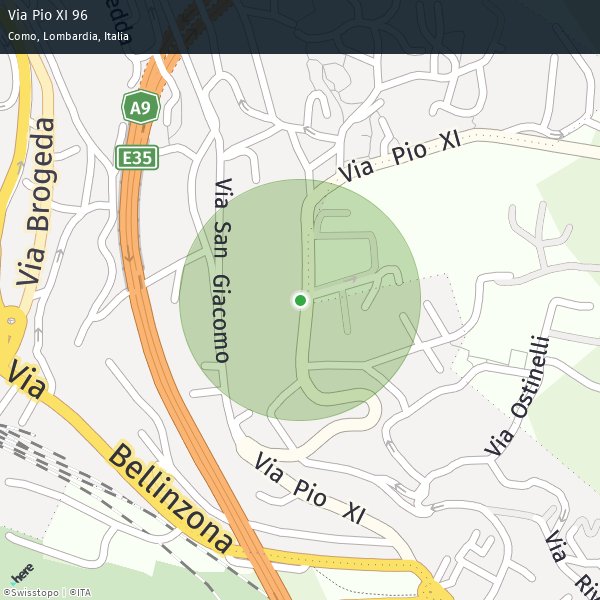 Via Pio XI 96
Como, Lombardia, Italia
A9
E35
Via Brogeda
Via San Giacomo
Via Pio XI
Via Bellinzona
Via Ostinelli
Via Pio XI
Via Riv
here
©Swisstopo | ©ITA